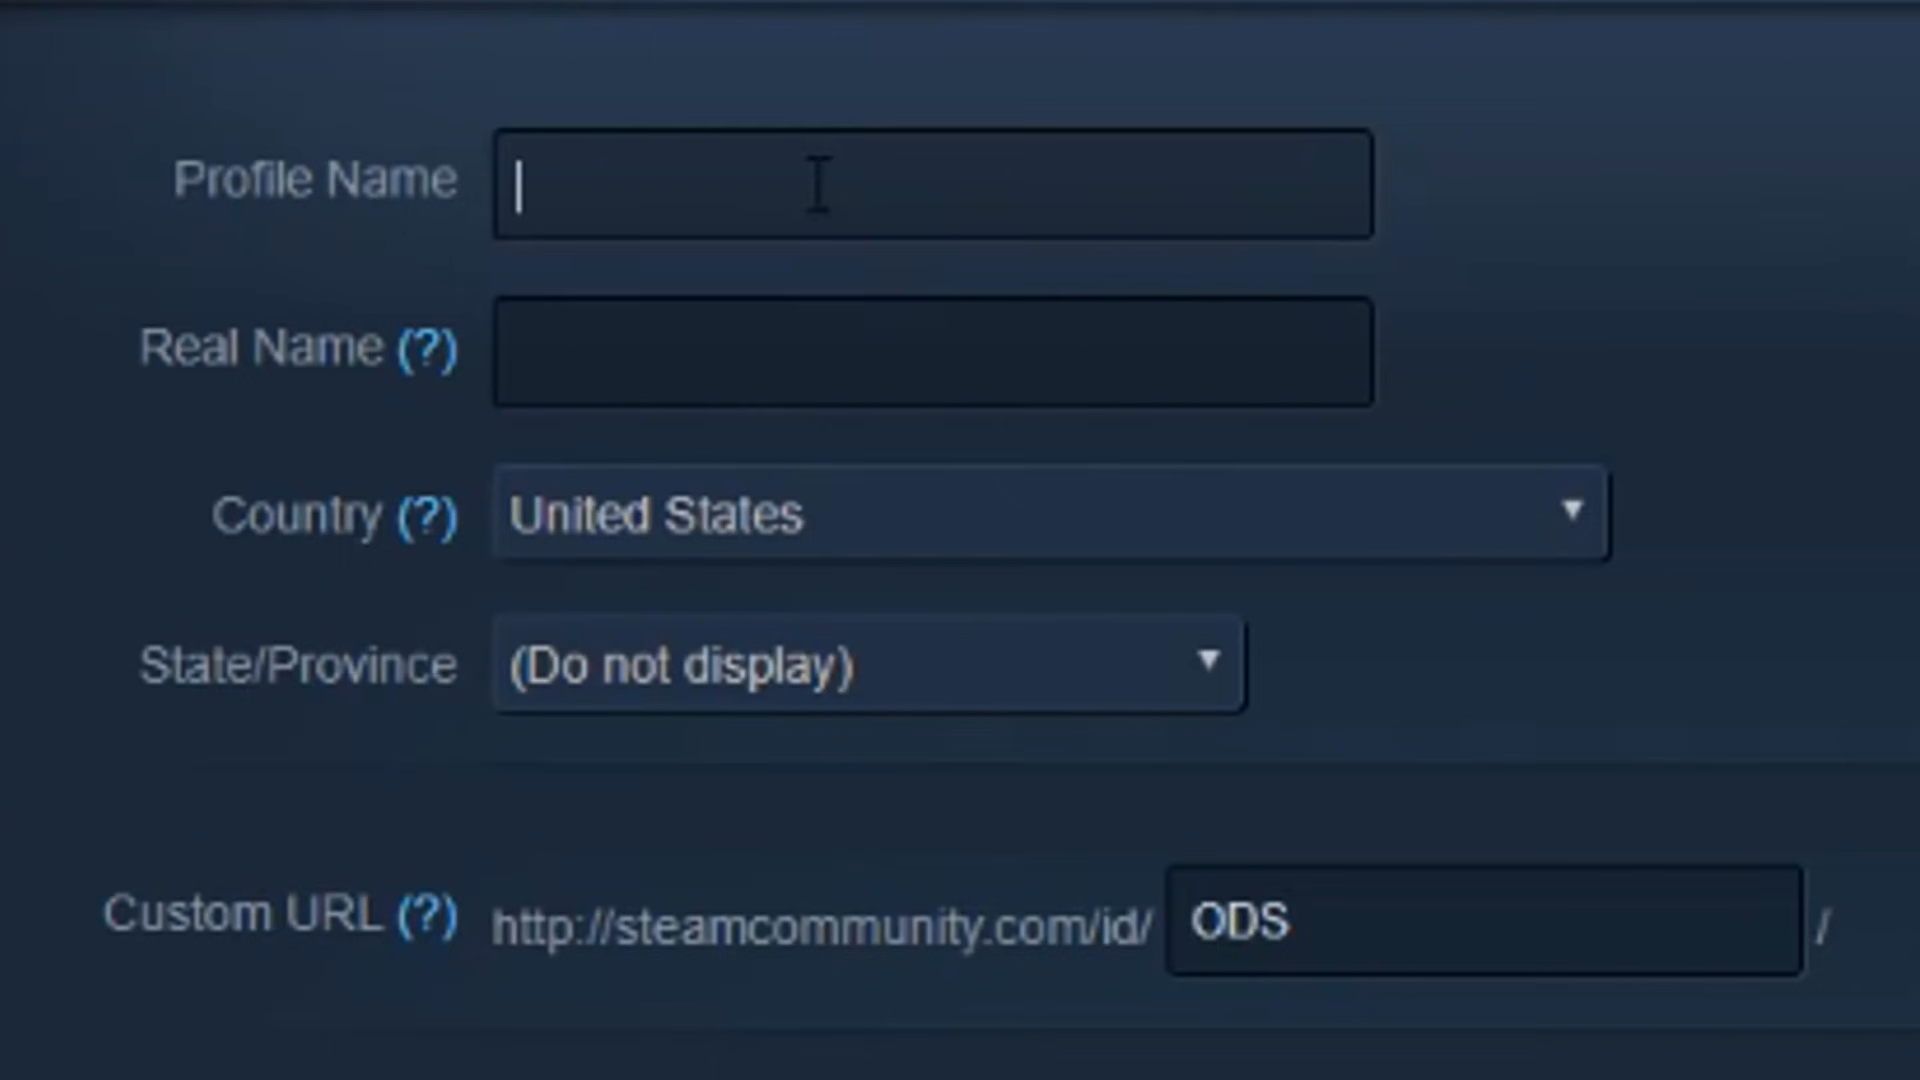 Profile Name
Real Name (?)
Country (?) United States
State/Province (Do not display)
Custom URL (?) http://steamcommunity.com/id/ ODS /